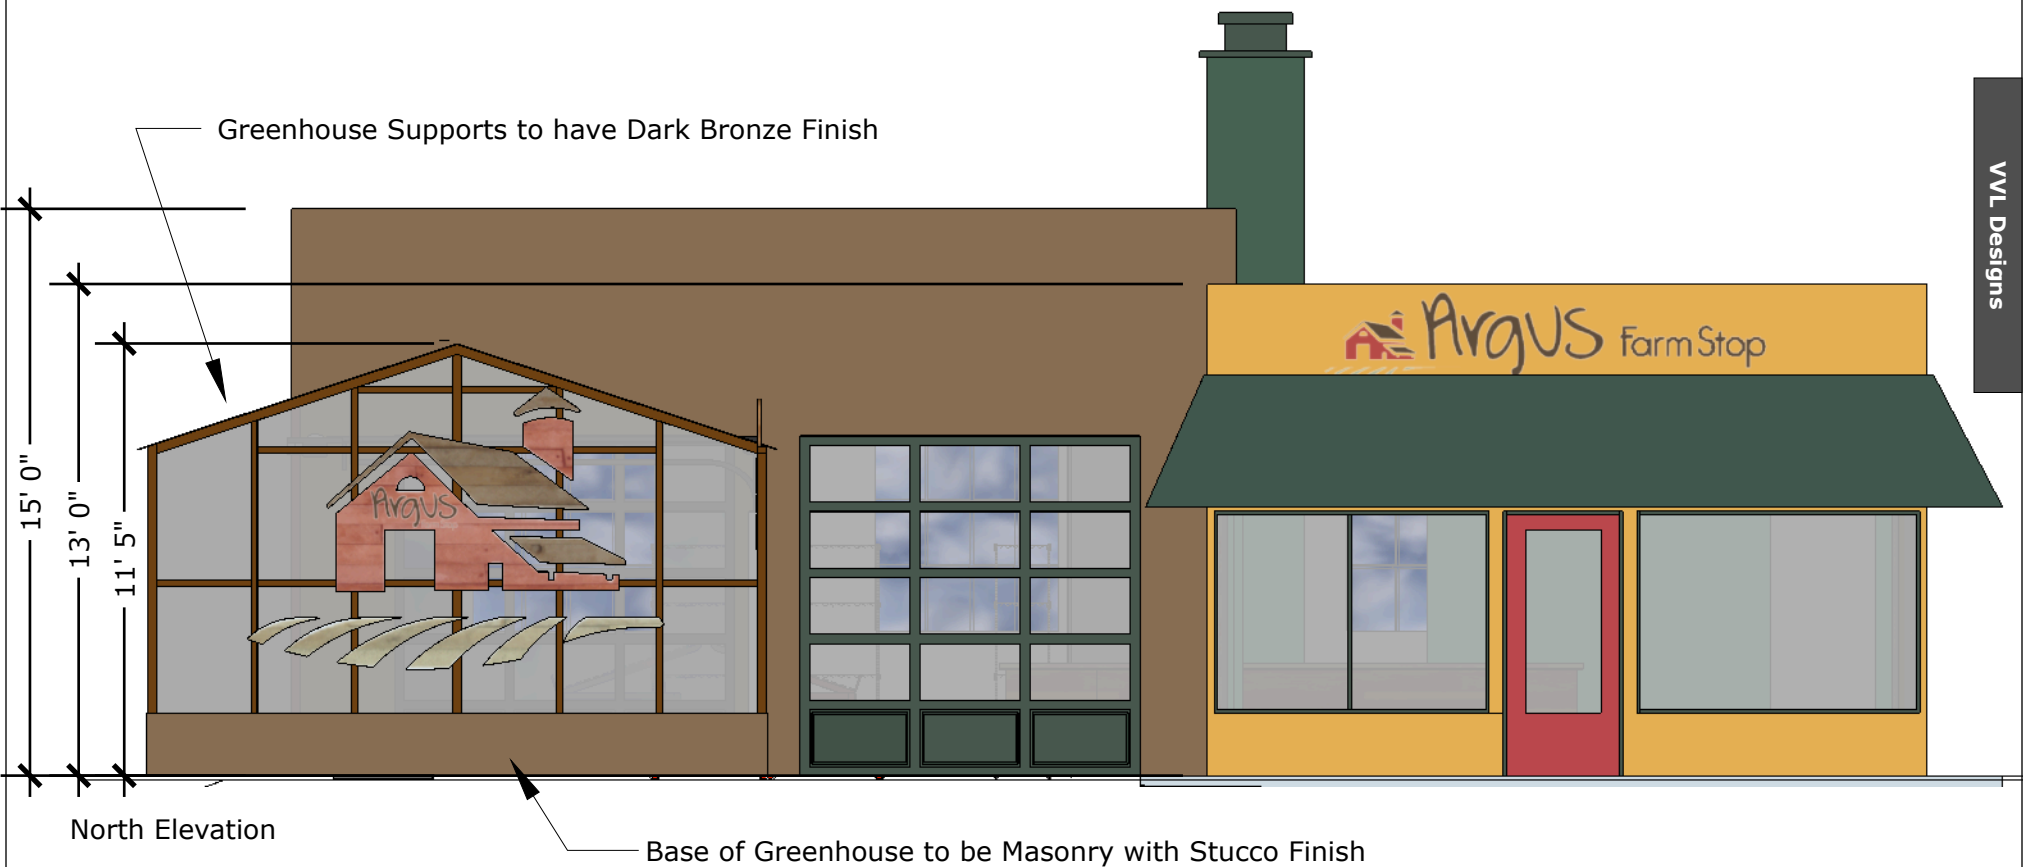 Greenhouse Supports to have Dark Bronze Finish
VVL Designs
Argus Farm Stop
15' 0"
13' 0"
11' 5"
Argus
North Elevation
Base of Greenhouse to be Masonry with Stucco Finish